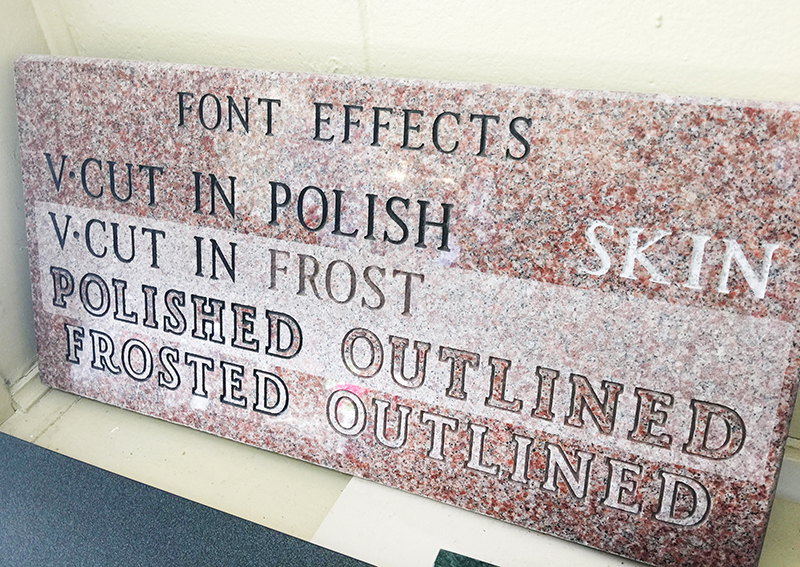 FONT EFFECTS
V·CUT IN POLISH
SKIN
V·CUT IN FROST
POLISHED OUTLINED
FROSTED OUTLINED